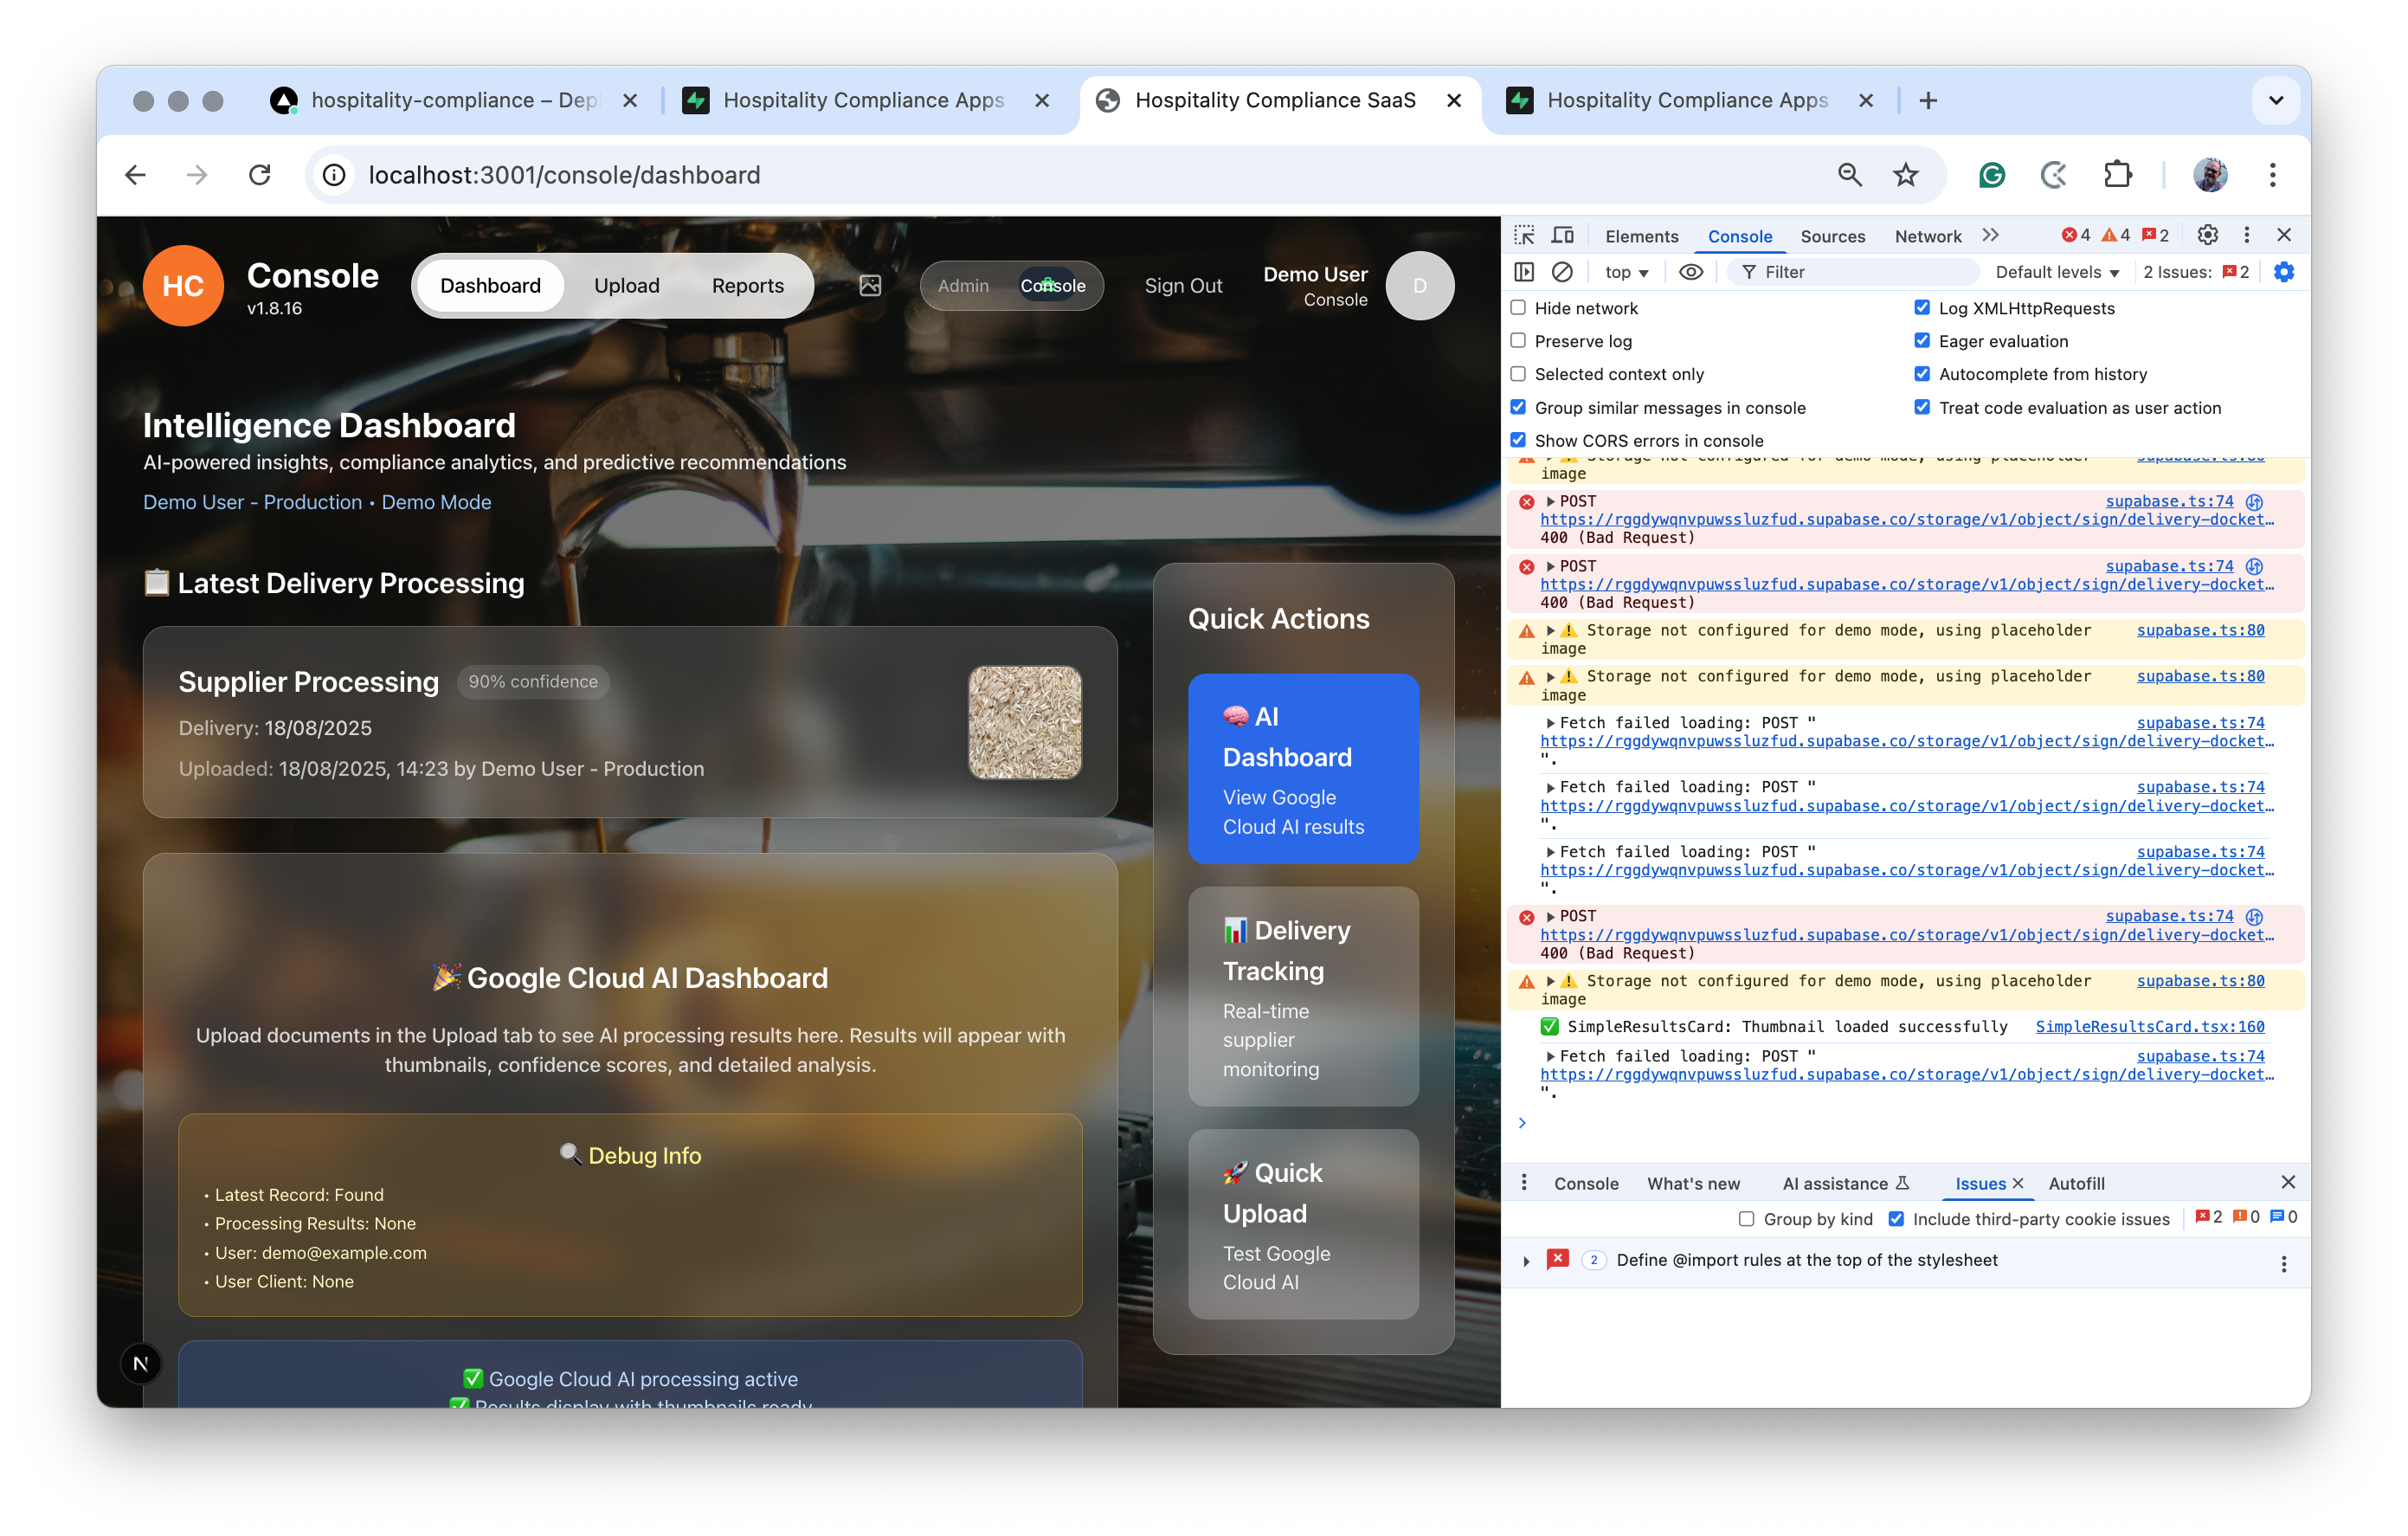 hospitality-compliance – Dep
Hospitality Compliance Apps
Hospitality Compliance SaaS
Hospitality Compliance Apps
localhost:3001/console/dashboard
HC
Console
v1.8.16
Dashboard
Upload
Reports
Admin
Console
Sign Out
Demo User
Console
D
Intelligence Dashboard
AI-powered insights, compliance analytics, and predictive recommendations
Demo User - Production • Demo Mode
📋 Latest Delivery Processing
Supplier Processing
90% confidence
Delivery: 18/08/2025
Uploaded: 18/08/2025, 14:23 by Demo User - Production
🎉 Google Cloud AI Dashboard
Upload documents in the Upload tab to see AI processing results here. Results will appear with
thumbnails, confidence scores, and detailed analysis.
🔍 Debug Info
• Latest Record: Found
• Processing Results: None
• User: demo@example.com
• User Client: None
✅ Google Cloud AI processing active
✅ Results display with thumbnails ready
N
Quick Actions
🧠 AI
Dashboard
View Google
Cloud AI results
📊 Delivery
Tracking
Real-time
supplier
monitoring
🚀 Quick
Upload
Test Google
Cloud AI
Elements
Console
Sources
Network
4
4
2
top
Filter
Default levels
2 Issues:
2
Hide network
Log XMLHttpRequests
Preserve log
Eager evaluation
Selected context only
Autocomplete from history
Group similar messages in console
Treat code evaluation as user action
Show CORS errors in console
⚠️ Storage not configured for demo mode, using placeholder supabase.ts:80
image
POST supabase.ts:74
https://rggdywqnvpuwssluzfud.supabase.co/storage/v1/object/sign/delivery-docket…
400 (Bad Request)
POST supabase.ts:74
https://rggdywqnvpuwssluzfud.supabase.co/storage/v1/object/sign/delivery-docket…
400 (Bad Request)
⚠️ Storage not configured for demo mode, using placeholder supabase.ts:80
image
⚠️ Storage not configured for demo mode, using placeholder supabase.ts:80
image
Fetch failed loading: POST " supabase.ts:74
https://rggdywqnvpuwssluzfud.supabase.co/storage/v1/object/sign/delivery-docket…
".
Fetch failed loading: POST " supabase.ts:74
https://rggdywqnvpuwssluzfud.supabase.co/storage/v1/object/sign/delivery-docket…
".
Fetch failed loading: POST " supabase.ts:74
https://rggdywqnvpuwssluzfud.supabase.co/storage/v1/object/sign/delivery-docket…
".
POST supabase.ts:74
https://rggdywqnvpuwssluzfud.supabase.co/storage/v1/object/sign/delivery-docket…
400 (Bad Request)
⚠️ Storage not configured for demo mode, using placeholder supabase.ts:80
image
✅ SimpleResultsCard: Thumbnail loaded successfully SimpleResultsCard.tsx:160
Fetch failed loading: POST " supabase.ts:74
https://rggdywqnvpuwssluzfud.supabase.co/storage/v1/object/sign/delivery-docket…
".
Console
What's new
AI assistance
Issues
Autofill
Group by kind
Include third-party cookie issues
2
0
0
2
Define @import rules at the top of the stylesheet